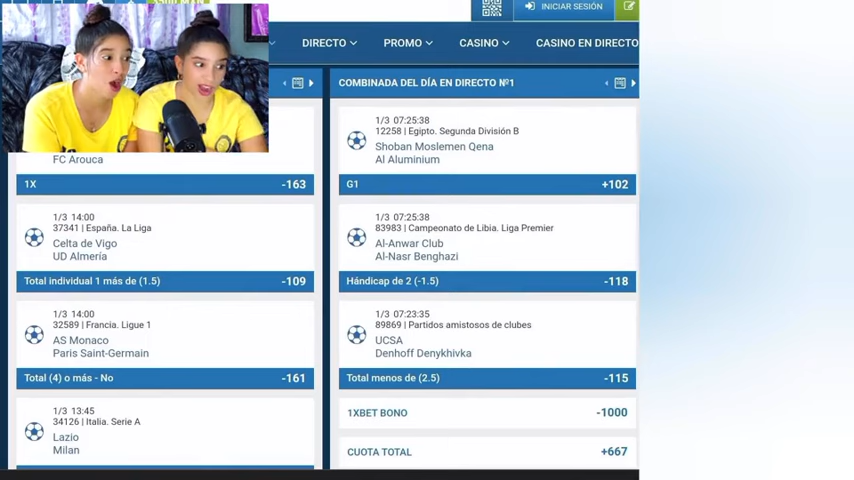 INICIAR SESIÓN
DIRECTO
PROMO
CASINO
CASINO EN DIRECTO
FC Arouca
1X
-163
1/3 14:00
37341 | España. La Liga
Celta de Vigo
UD Almería
Total individual 1 más de (1.5)
-109
1/3 14:00
32589 | Francia. Ligue 1
AS Monaco
Paris Saint-Germain
Total (4) o más - No
-161
1/3 13:45
34126 | Italia. Serie A
Lazio
Milan
COMBINADA DEL DÍA EN DIRECTO Nº1
1/3 07:25:38
12258 | Egipto. Segunda División B
Shoban Moslemen Qena
Al Aluminium
G1
+102
1/3 07:25:38
83983 | Campeonato de Libia. Liga Premier
Al-Anwar Club
Al-Nasr Benghazi
Hándicap de 2 (-1.5)
-118
1/3 07:23:35
89869 | Partidos amistosos de clubes
UCSA
Denhoff Denykhivka
Total menos de (2.5)
-115
1XBET BONO
-1000
CUOTA TOTAL
+667